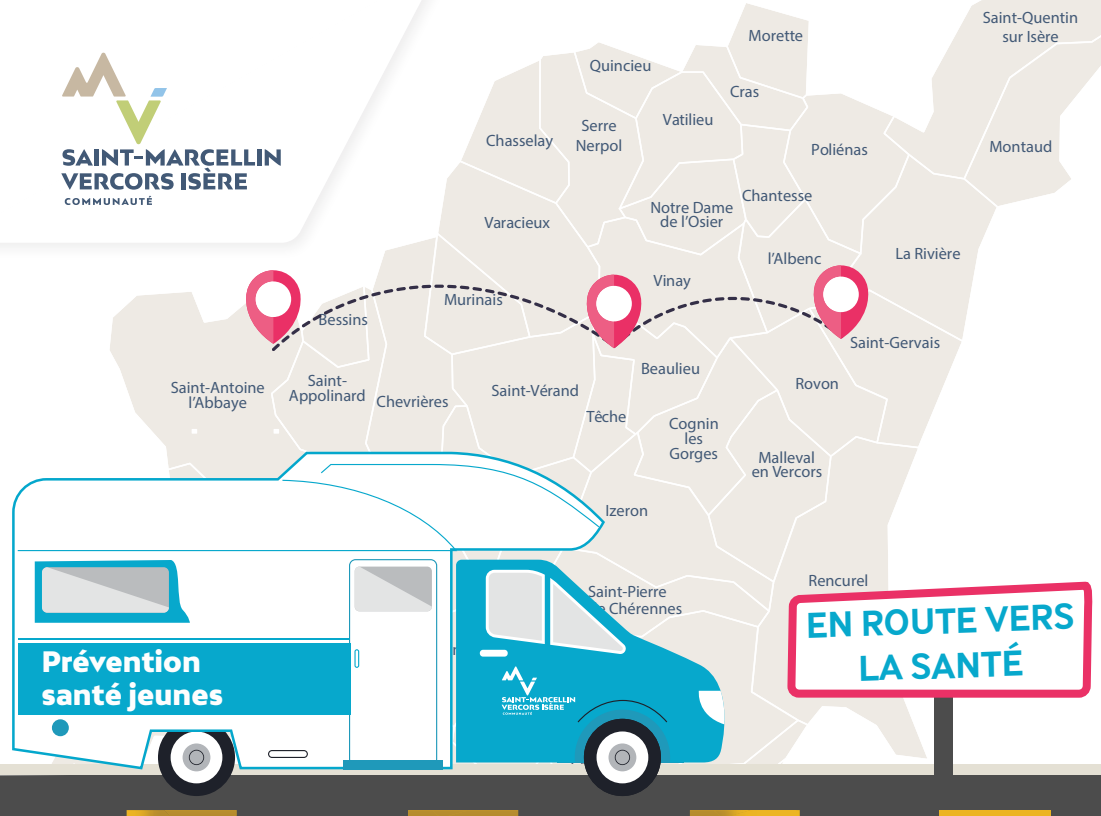 SAINT-MARCELLIN
VERCORS ISÈRE
COMMUNAUTÉ
Saint-Quentin
sur Isère
Morette
Quincieu
Cras
Vatilieu
Serre
Nerpol
Chasselay
Poliénas
Montaud
Chantesse
Notre Dame
de l'Osier
Varacieux
l'Albenc
La Rivière
Vinay
Murinais
Bessins
Saint-Gervais
Beaulieu
Saint-Antoine
l'Abbaye
Saint-
Appolinard
Chevrières
Saint-Vérand
Rovon
Têche
Cognin
les
Gorges
Malleval
en Vercors
Izeron
Rencurel
Saint-Pierre
Chérennes
EN ROUTE VERS
LA SANTÉ
Prévention
santé jeunes
SAINT-MARCELLIN
VERCORS ISÈRE
COMMUNAUTÉ